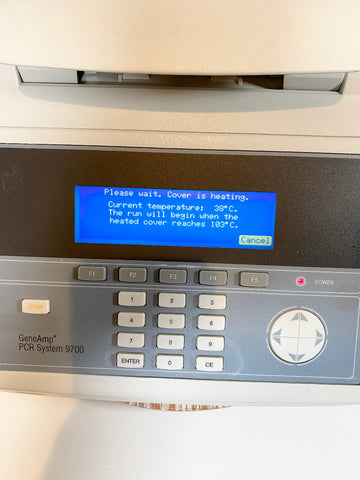 Please wait. Cover is heating.
Current temperature: 38°C.
The run will begin when the
heated cover reaches 103°C.
Cancel
F1 F2 F3 F4 F5
POWER
STOP
1 2 3
4 5 6
7 8 9
ENTER 0 CE
GeneAmp®
PCR System 9700